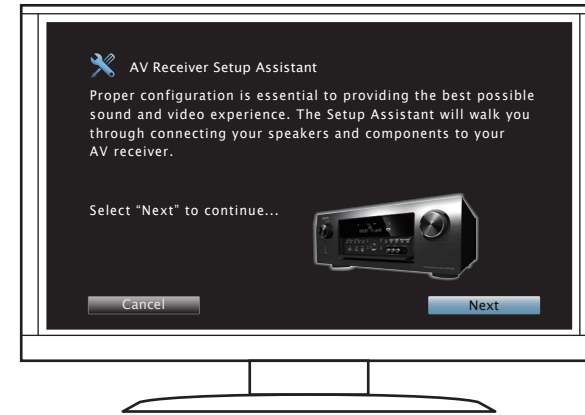 AV Receiver Setup Assistant
Proper configuration is essential to providing the best possible
sound and video experience. The Setup Assistant will walk you
through connecting your speakers and components to your
AV receiver.
Select “Next” to continue...
Cancel
Next